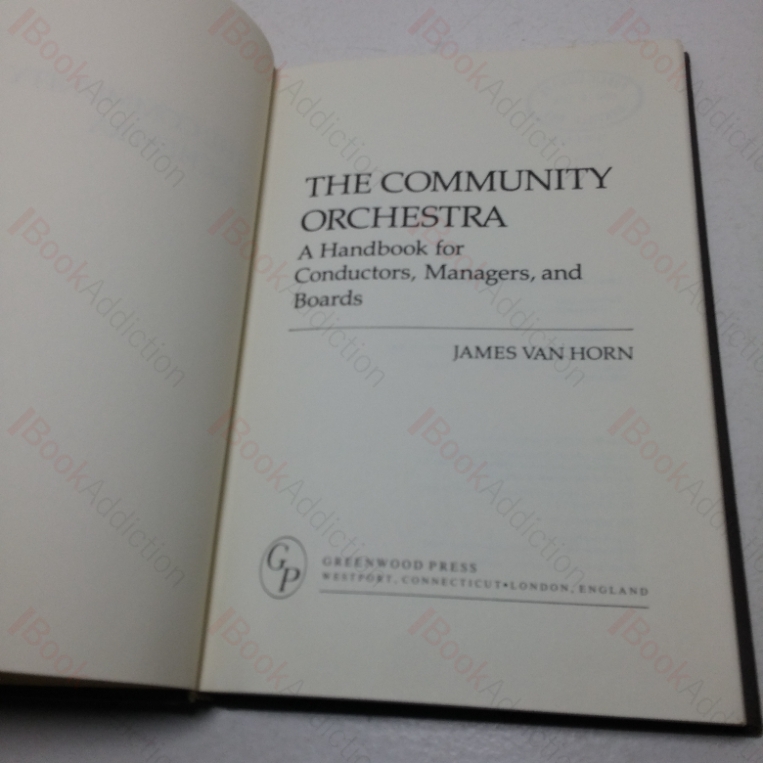 THE COMMUNITY
ORCHESTRA
A Handbook for
Conductors, Managers, and
Boards
JAMES VAN HORN
GP
GREENWOOD PRESS
WESTPORT, CONNECTICUT•LONDON, ENGLAND
BookAddiction